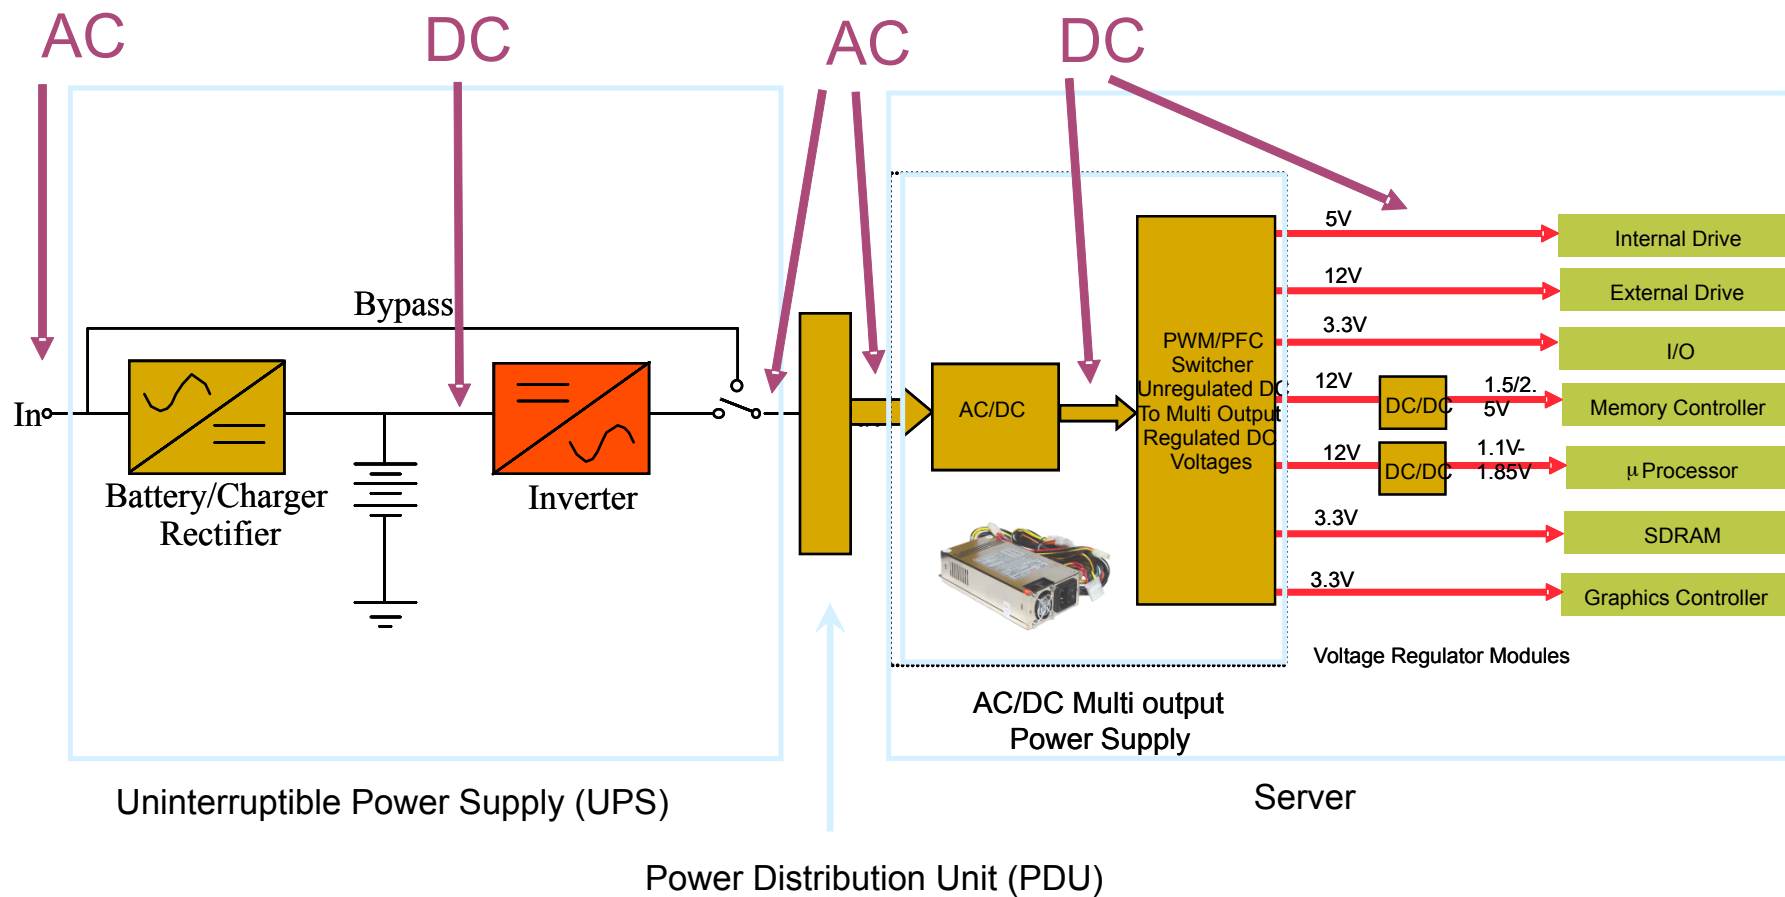 AC
DC
AC
DC
Bypass
In
Battery/Charger
Rectifier
Inverter
AC/DC
PWM/PFC
Switcher
Unregulated DC
To Multi Output
Regulated DC
Voltages
5V
Internal Drive
12V
External Drive
3.3V
I/O
12V
DC/DC
1.5/2.
5V
Memory Controller
12V
DC/DC
1.1V-
1.85V
μProcessor
3.3V
SDRAM
3.3V
Graphics Controller
Voltage Regulator Modules
AC/DC Multi output
Power Supply
Uninterruptible Power Supply (UPS)
Server
Power Distribution Unit (PDU)